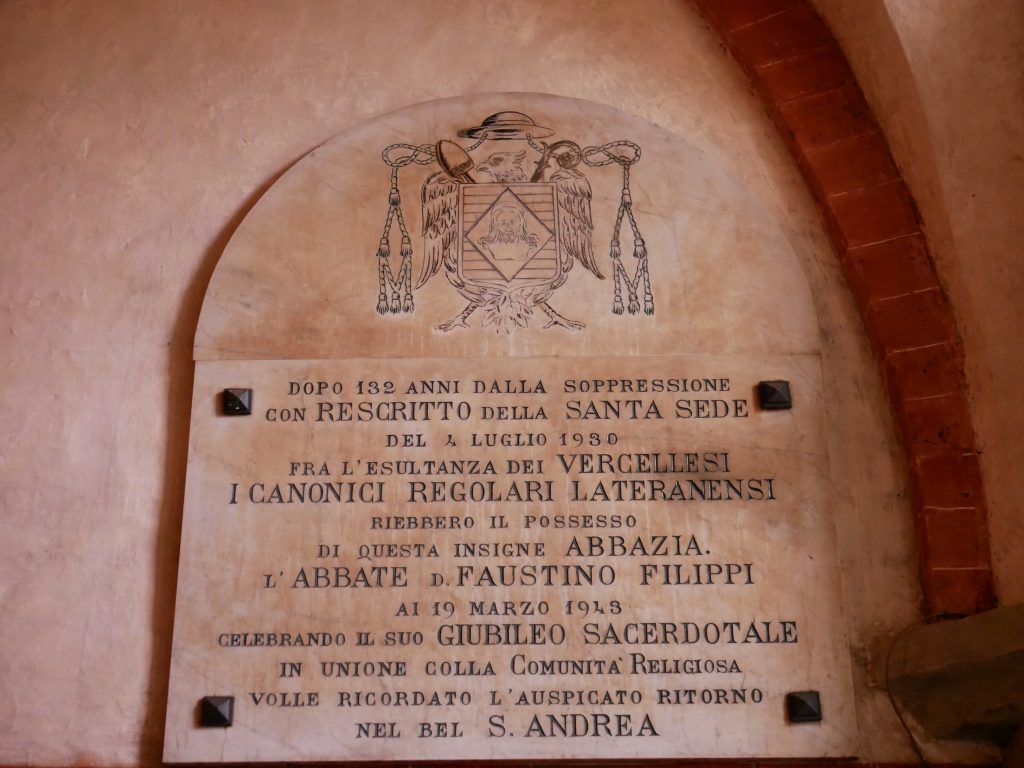 DOPO 132 ANNI DALLA SOPPRESSIONE
CON RESCRITTO DELLA SANTA SEDE
DEL 4 LUGLIO 1930
FRA L'ESULTANZA DEI VERCELLESI
I CANONICI REGOLARI LATERANENSI
RIEBBERO IL POSSESSO
DI QUESTA INSIGNE ABBAZIA.
L'ABBATE D. FAUSTINO FILIPPI
AI 19 MARZO 1943
CELEBRANDO IL SUO GIUBILEO SACERDOTALE
IN UNIONE COLLA COMUNITA' RELIGIOSA
VOLLE RICORDATO L'AUSPICATO RITORNO
NEL BEL S. ANDREA